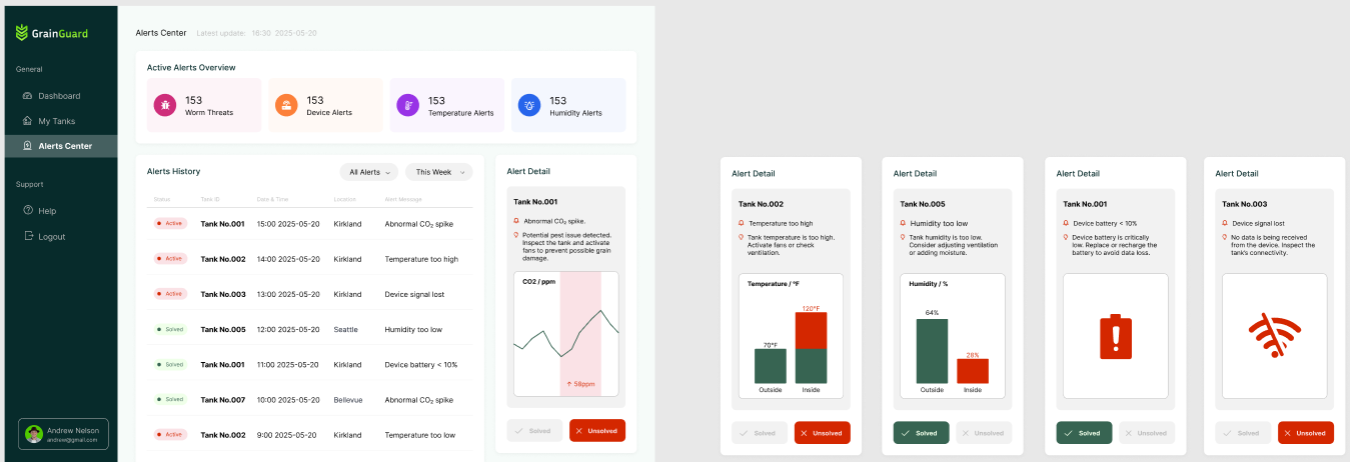 GrainGuard
General
Dashboard
My Tanks
Alerts Center
Support
Help
Logout
Andrew Nelson
andrew@gmail.com
Alerts Center Latest update: 16:30 2025-05-20
Active Alerts Overview
153
Worm Threats
153
Device Alerts
153
Temperature Alerts
153
Humidity Alerts
Alerts History All Alerts This Week
Status Tank ID Date & Time Location Alert Message
Active Tank No.001 15:00 2025-05-20 Kirkland Abnormal CO₂ spike
Active Tank No.002 14:00 2025-05-20 Kirkland Temperature too high
Active Tank No.003 13:00 2025-05-20 Kirkland Device signal lost
Solved Tank No.005 12:00 2025-05-20 Seattle Humidity too low
Solved Tank No.001 11:00 2025-05-20 Kirkland Device battery < 10%
Solved Tank No.007 10:00 2025-05-20 Bellevue Abnormal CO₂ spike
Active Tank No.002 9:00 2025-05-20 Kirkland Temperature too low
Alert Detail
Tank No.001
Abnormal CO₂ spike.
Potential pest issue detected.
Inspect the tank and activate
fans to prevent possible grain
damage.
CO2 / ppm
↑ 58ppm
Solved Unsolved
Alert Detail
Tank No.002
Temperature too high
Tank temperature is too high.
Activate fans or check
ventilation.
Temperature / °F
120°F
70°F
Outside Inside
Solved Unsolved
Alert Detail
Tank No.005
Humidity too low
Tank humidity is too low.
Consider adjusting ventilation
or adding moisture.
Humidity / %
64%
28%
Outside Inside
Solved Unsolved
Alert Detail
Tank No.001
Device battery < 10%
Device battery is critically
low. Replace or recharge the
battery to avoid data loss.
Solved Unsolved
Alert Detail
Tank No.003
Device signal lost
No data is being received
from the device. Inspect the
tank's connectivity.
Solved Unsolved